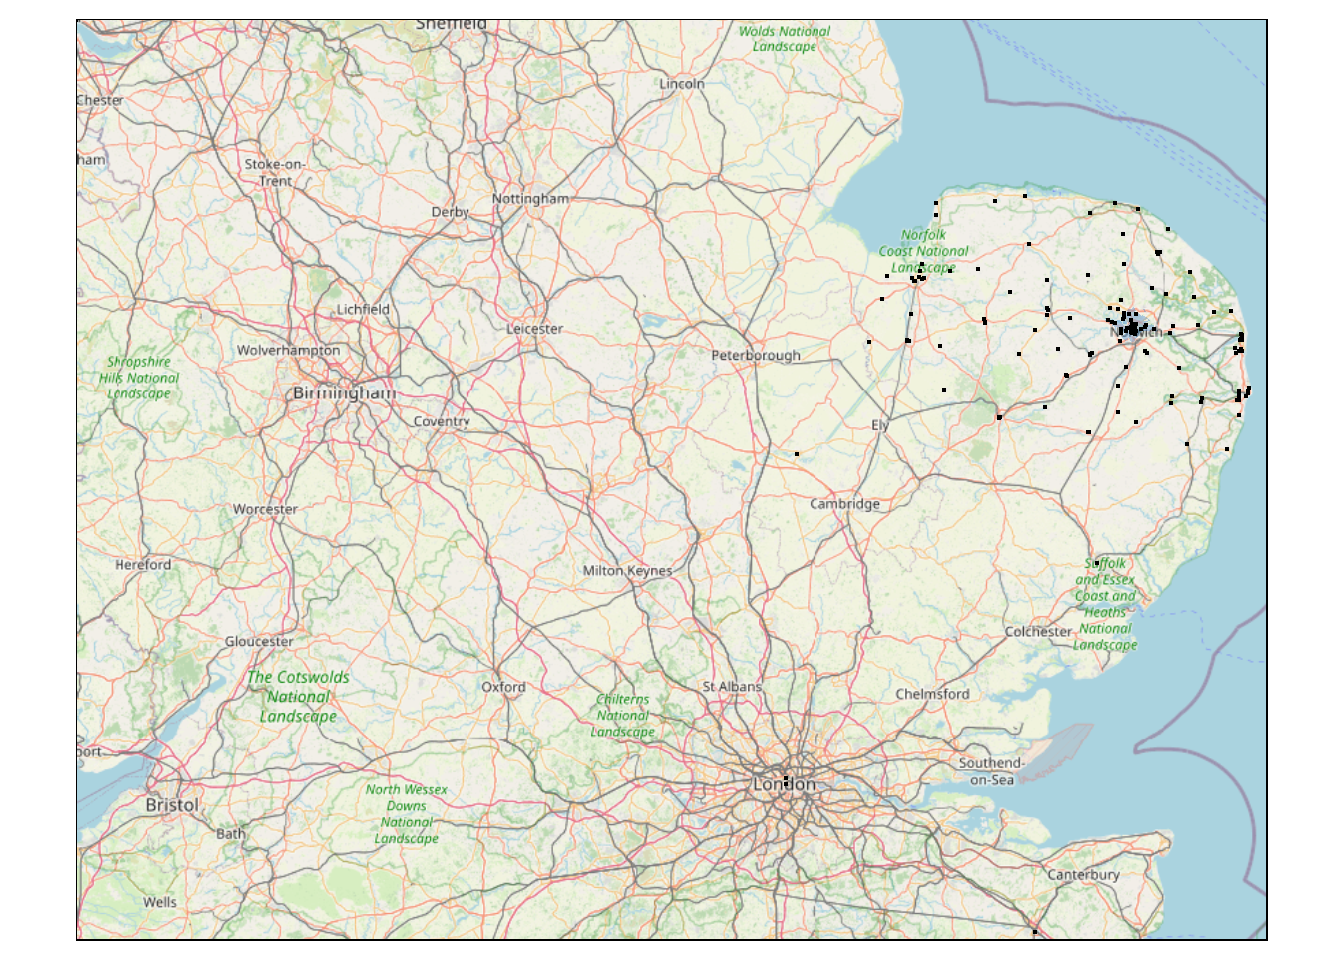 Sheffield
Wolds National
Landscape
Lincoln
Chester
ham
Stoke-on-
Trent
Nottingham
Derby
Norfolk
Coast National
Landscape
Lichfield
Leicester
Norwich
Wolverhampton
Peterborough
Shropshire
Hills National
Landscape
Birmingham
Coventry
Ely
Worcester
Cambridge
Hereford
Milton Keynes
Suffolk
and Essex
Coast and
Heaths
National
Landscape
Colchester
Gloucester
The Cotswolds
National
Landscape
Oxford
St Albans
Chelmsford
Chilterns
National
Landscape
port
Southend-
on-Sea
London
North Wessex
Downs
National
Landscape
Bristol
Bath
Canterbury
Wells